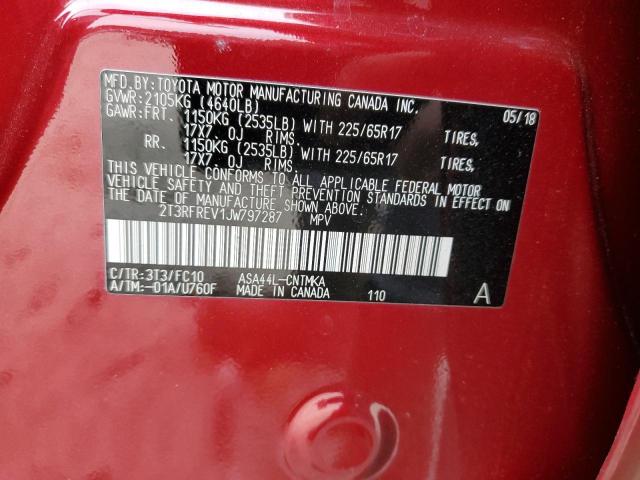 MFD.BY:TOYOTA MOTOR MANUFACTURING CANADA INC.
GVWR:2105KG (4640LB) 05/18
GAWR:FRT. 1150KG (2535LB) WITH 225/65R17 TIRES,
17X7.0J RIMS.
RR. 1150KG (2535LB) WITH 225/65R17 TIRES,
17X7.0J RIMS.
THIS VEHICLE CONFORMS TO ALL APPLICABLE FEDERAL MOTOR
VEHICLE SAFETY AND THEFT PREVENTION STANDARDS IN EFFECT ON
THE DATE OF MANUFACTURE SHOWN ABOVE.
2T3RFREV1JW797287 MPV
C/TR:3T3/FC10 ASA44L-CNTMKA
A/TM:-01A/U760F MADE IN CANADA 110 A